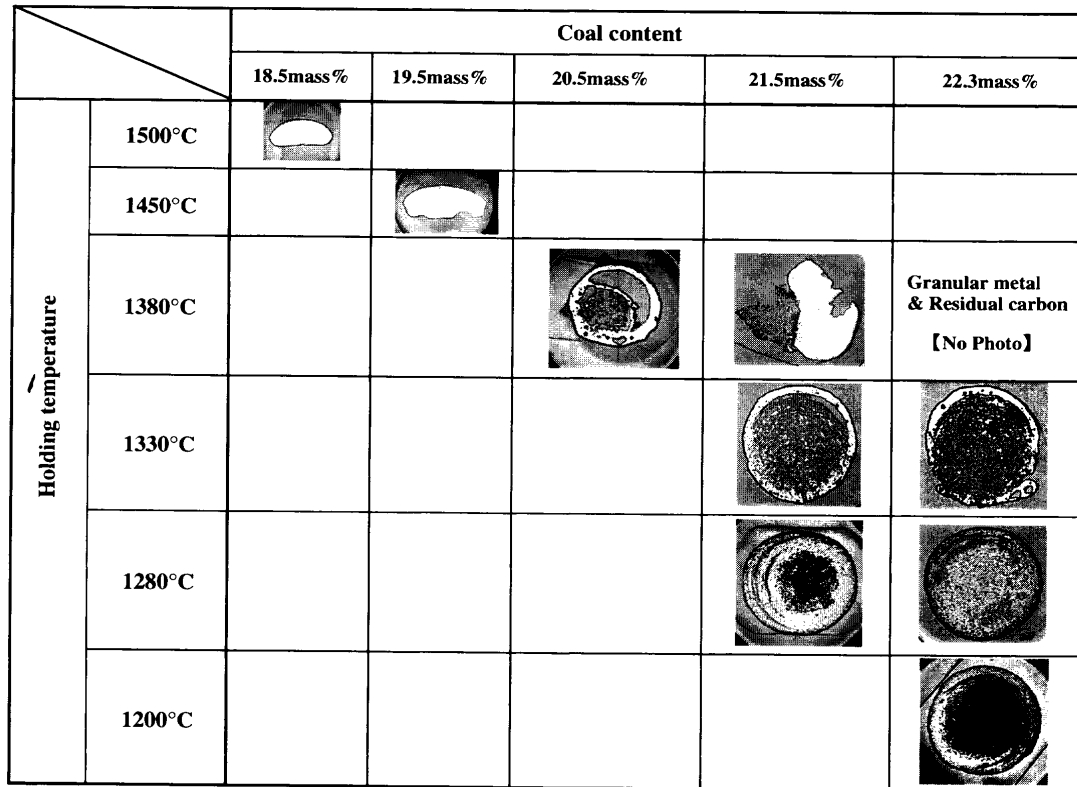 Coal content
18.5mass%
19.5mass%
20.5mass%
21.5mass%
22.3mass%
Holding temperature
1500°C
1450°C
1380°C
Granular metal
& Residual carbon
【No Photo】
1330°C
1280°C
1200°C